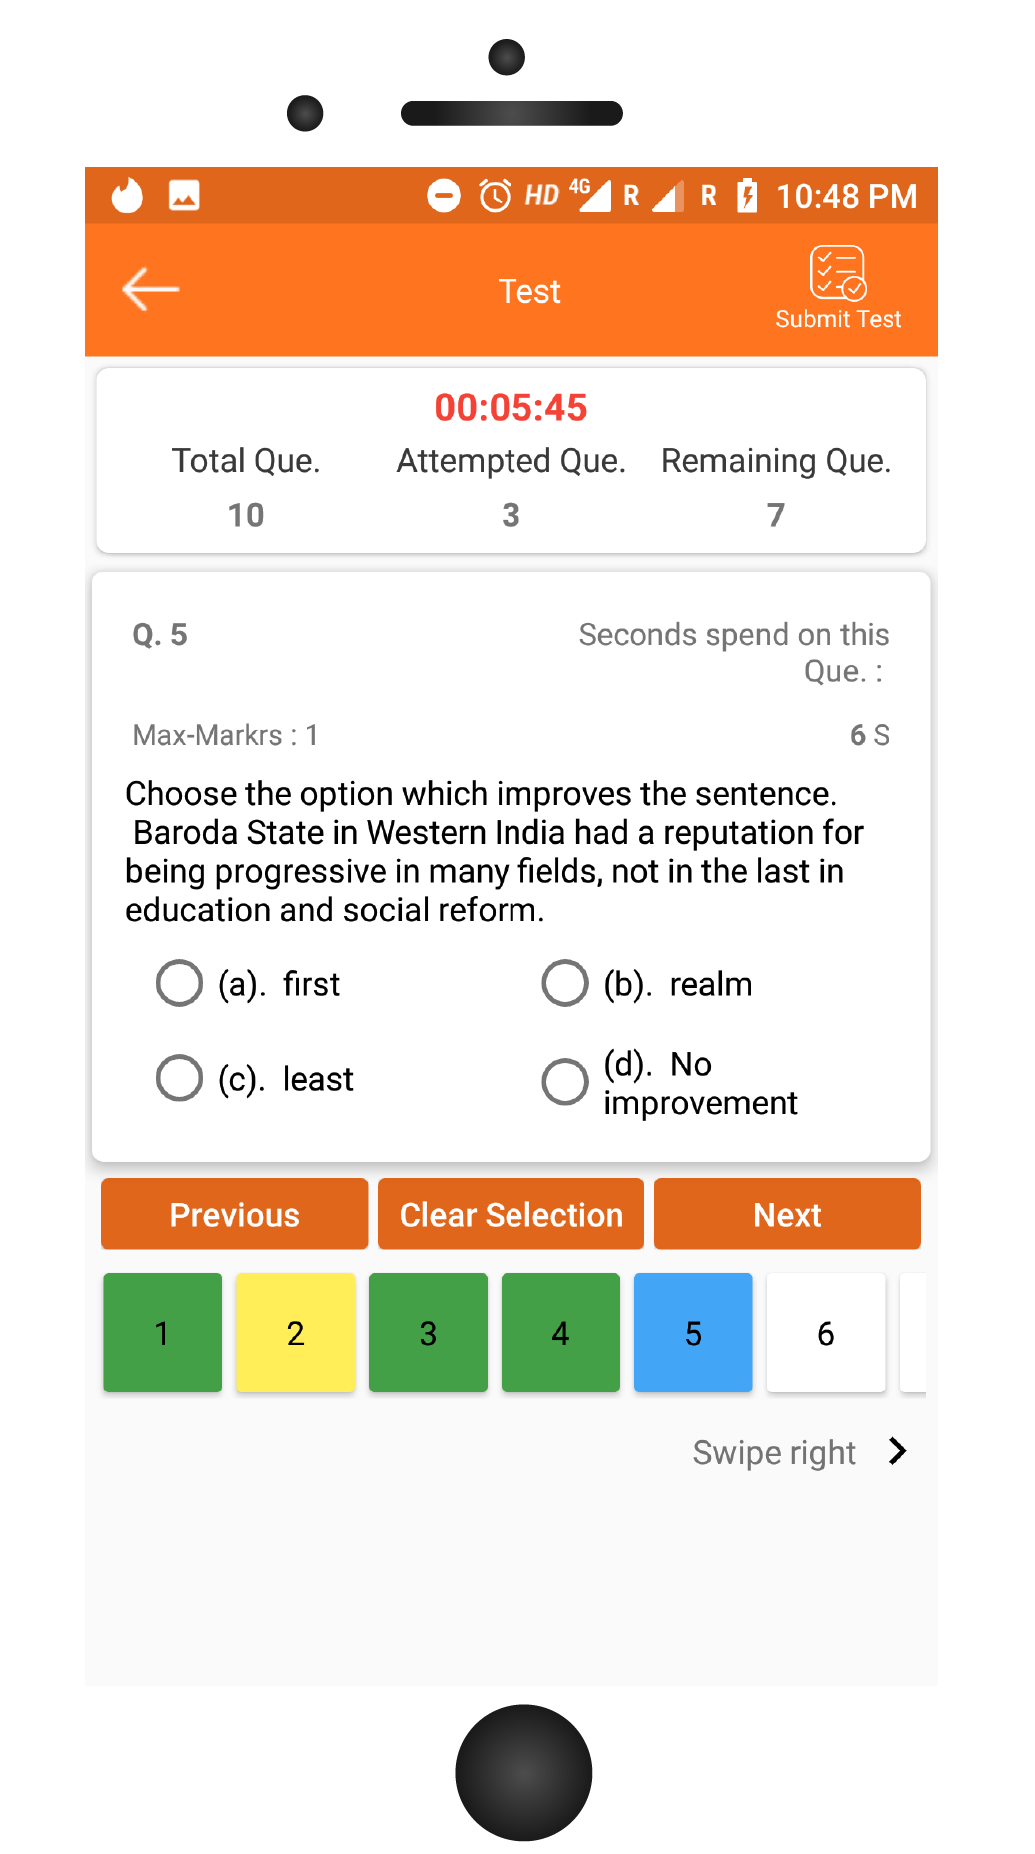 HD 4G R R 10:48 PM
Test
Submit Test
00:05:45
Total Que. Attempted Que. Remaining Que.
10 3 7
Q. 5 Seconds spend on this
Que. :
Max-Markrs : 1 6 S
Choose the option which improves the sentence.
Baroda State in Western India had a reputation for
being progressive in many fields, not in the last in
education and social reform.
(a). first (b). realm
(c). least (d). No
improvement
Previous Clear Selection Next
1 2 3 4 5 6
Swipe right